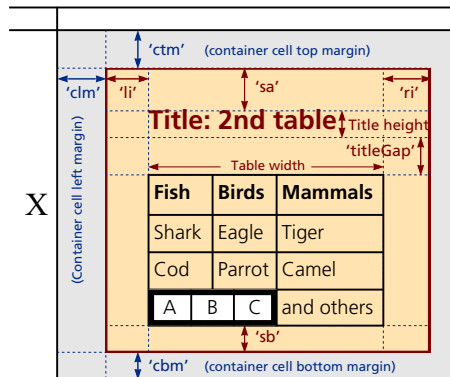 ‘ctm’ (container cell top margin)
‘clm’ ‘li’ ‘sa’ ‘ri’
Title: 2nd table Title height
‘titleGap’
Table width
(Container cell left margin)
X
Fish Birds Mammals
Shark Eagle Tiger
Cod Parrot Camel
A B C and others
‘sb’
‘cbm’ (container cell bottom margin)